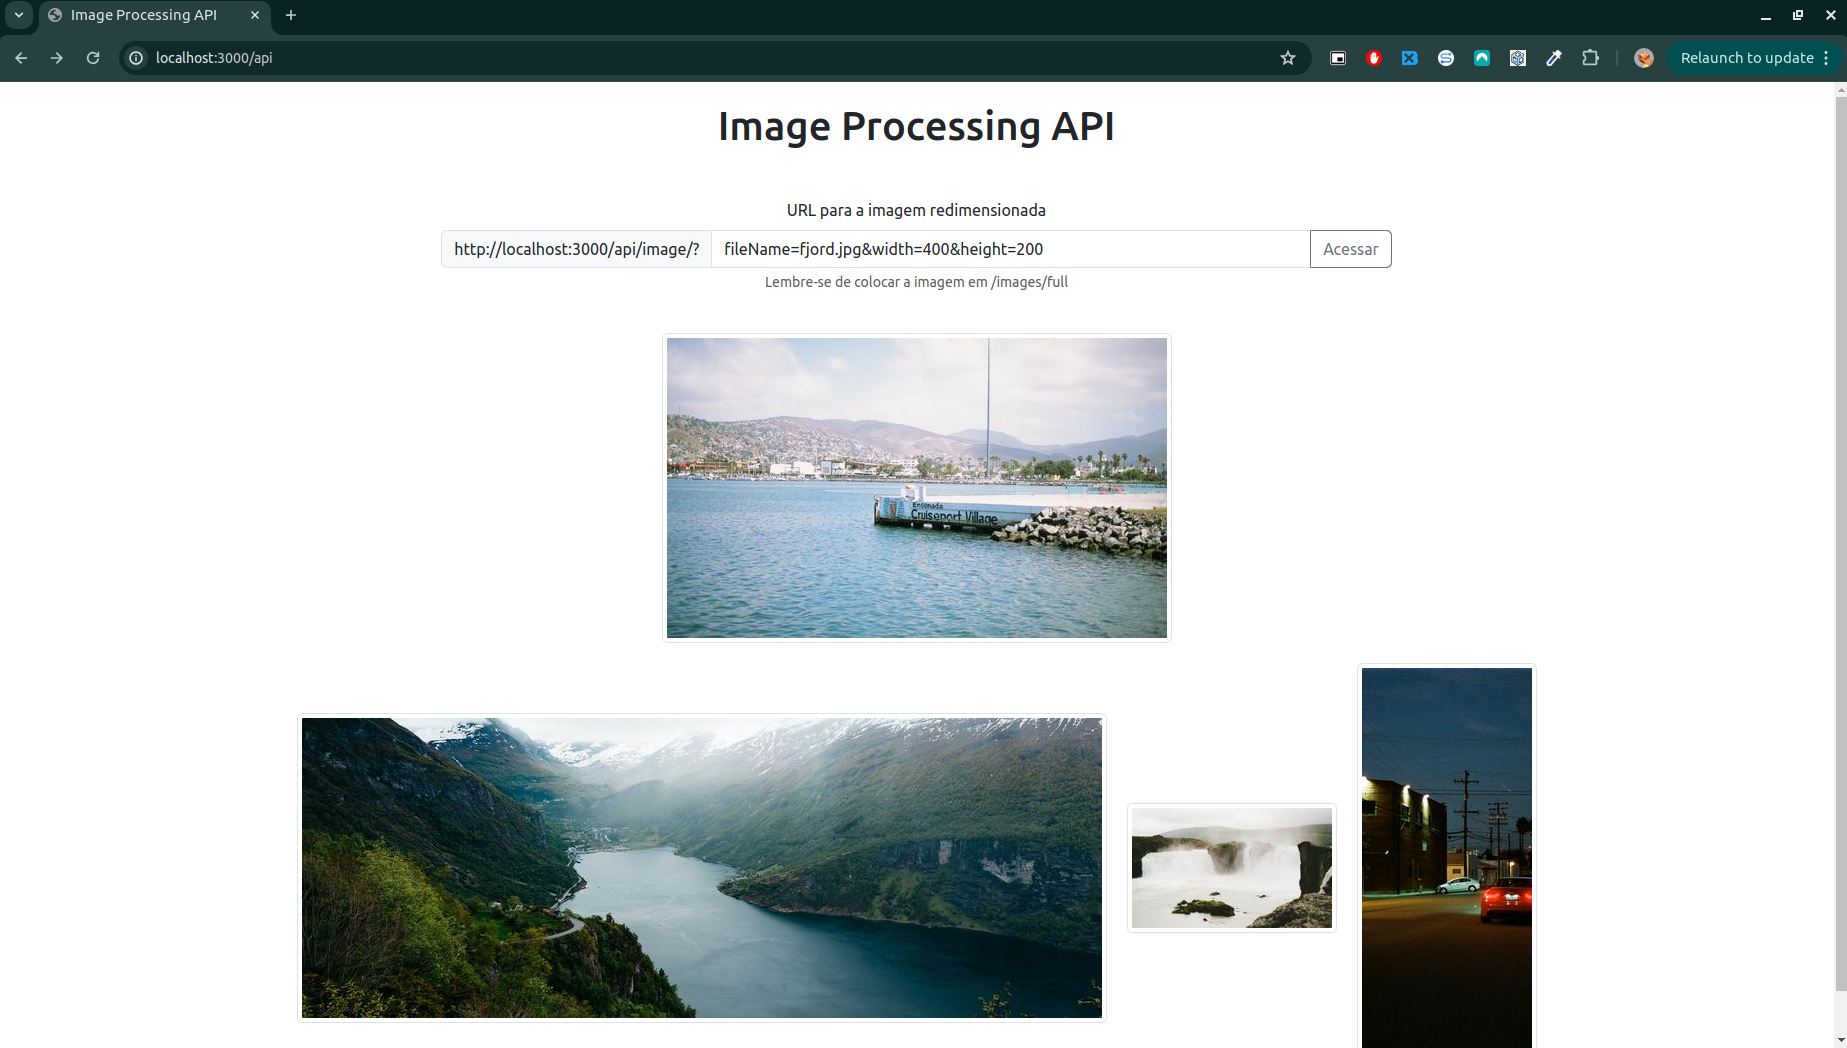 Image Processing API
localhost:3000/api
Relaunch to update
Image Processing API
URL para a imagem redimensionada
http://localhost:3000/api/image/? fileName=fjord.jpg&width=400&height=200 Acessar
Lembre-se de colocar a imagem em /images/full
Ensenada
Cruiseport Village